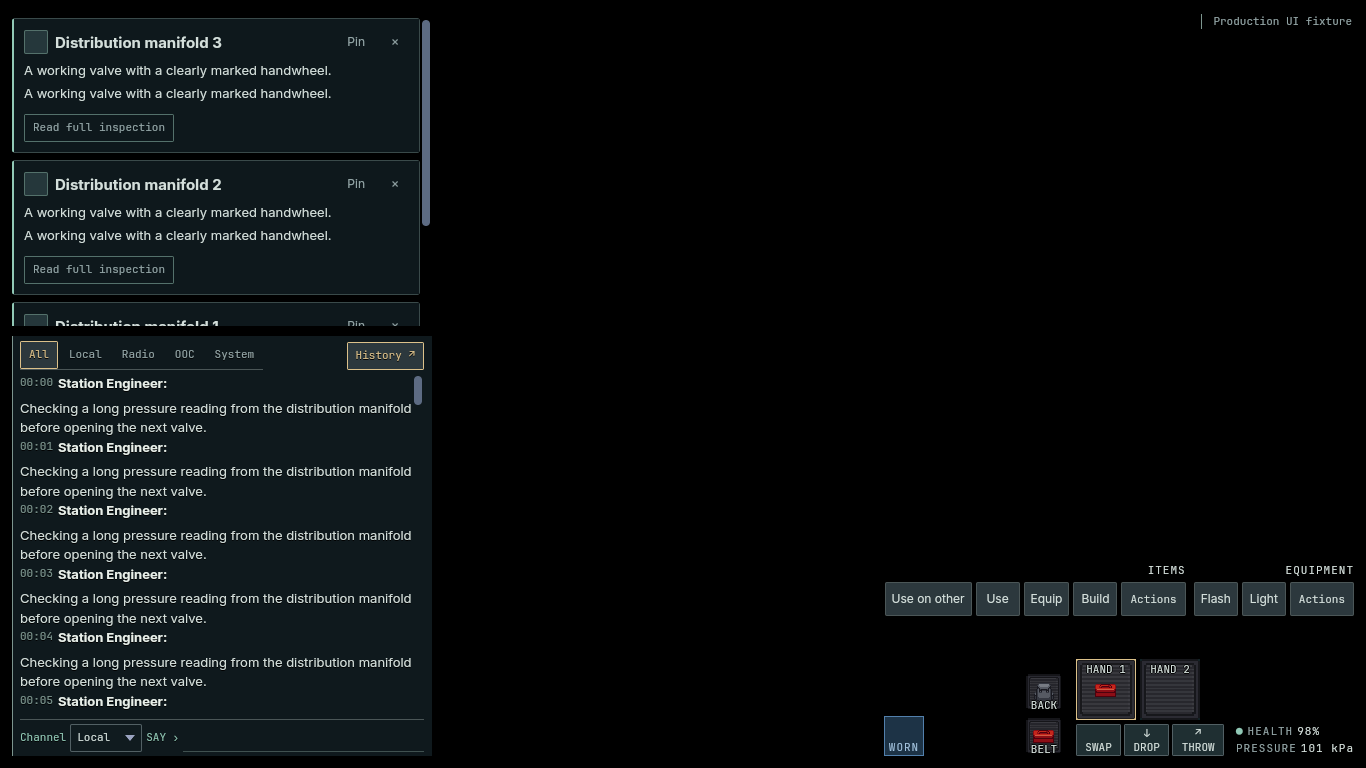 Production UI fixture
Distribution manifold 3 Pin ×
A working valve with a clearly marked handwheel.
A working valve with a clearly marked handwheel.
Read full inspection
Distribution manifold 2 Pin ×
A working valve with a clearly marked handwheel.
A working valve with a clearly marked handwheel.
Read full inspection
Distribution manifold 1 Pin ×
All Local Radio OOC System History ↗
00:00 Station Engineer:
Checking a long pressure reading from the distribution manifold
before opening the next valve.
00:01 Station Engineer:
Checking a long pressure reading from the distribution manifold
before opening the next valve.
00:02 Station Engineer:
Checking a long pressure reading from the distribution manifold
before opening the next valve.
00:03 Station Engineer:
Checking a long pressure reading from the distribution manifold
before opening the next valve.
00:04 Station Engineer:
Checking a long pressure reading from the distribution manifold
before opening the next valve.
00:05 Station Engineer:
Channel Local SAY ›
ITEMS EQUIPMENT
Use on other Use Equip Build Actions Flash Light Actions
HAND 1 HAND 2
BACK
WORN BELT
↓ ↗
SWAP DROP THROW
HEALTH 98%
PRESSURE 101 kPa